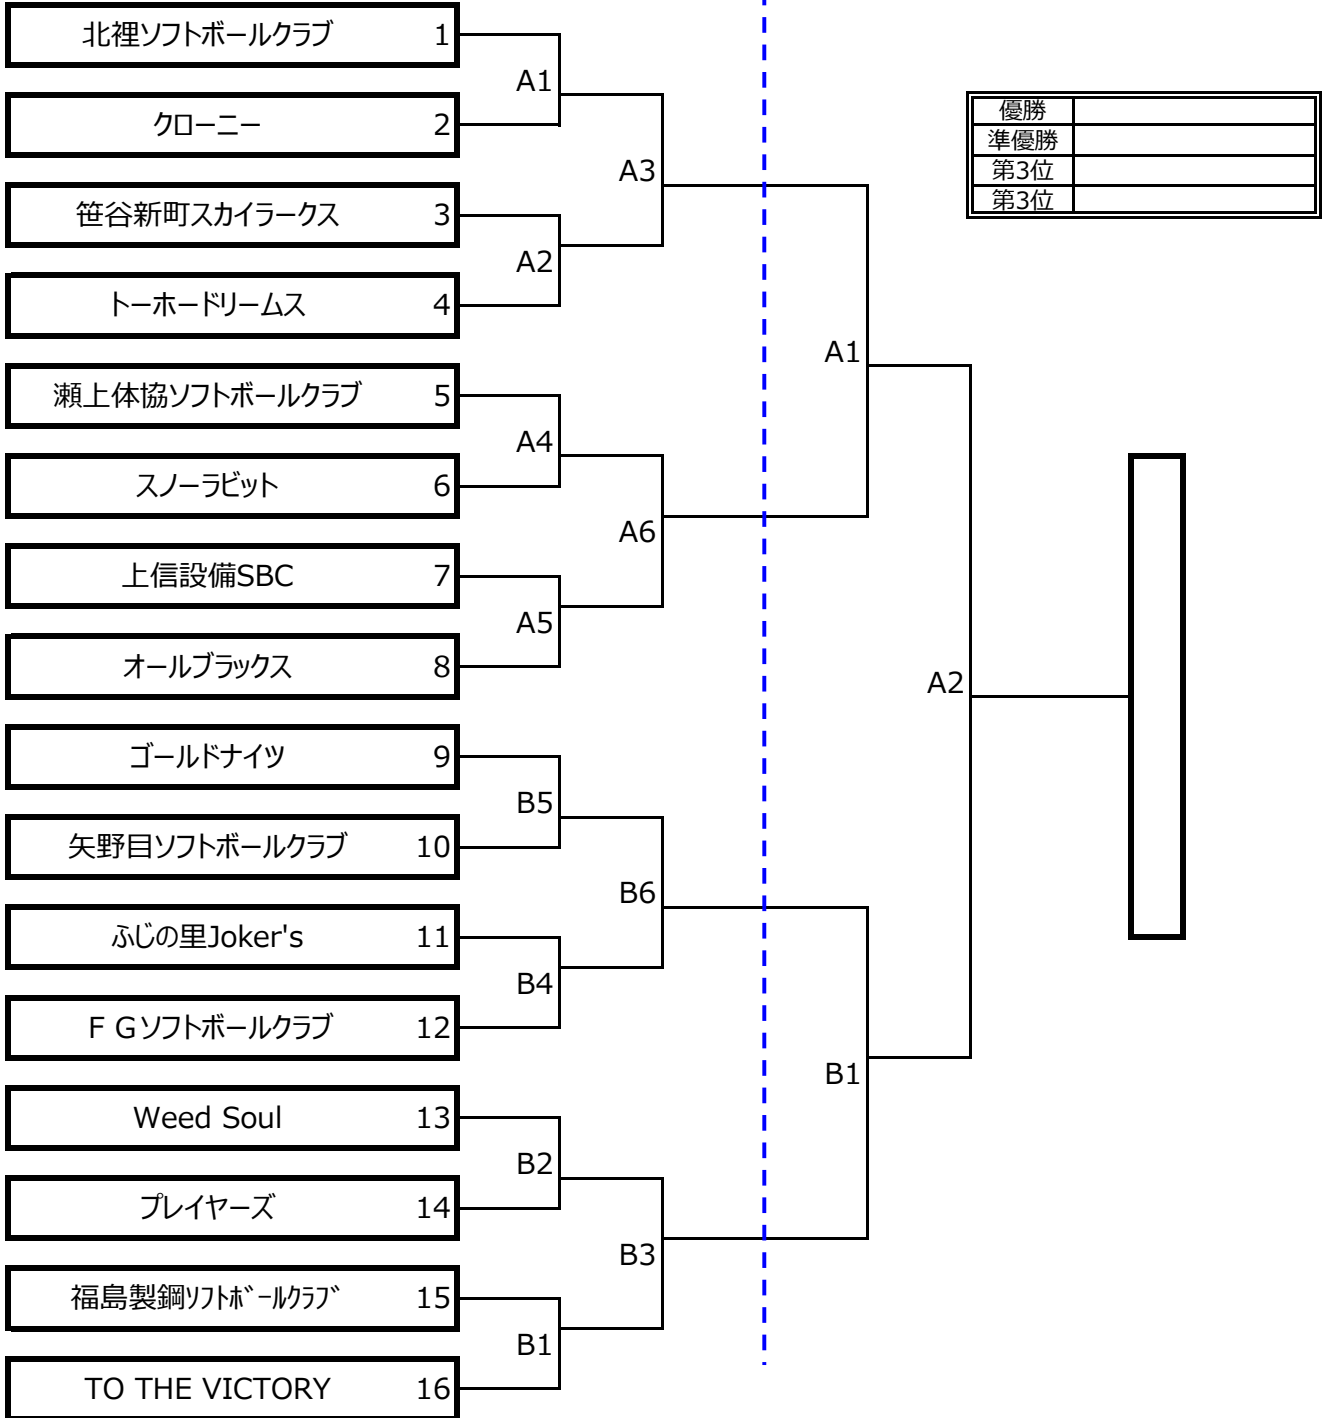 北裡ソフトボールクラブ 1
A1
クローニー 2
優勝
準優勝
第3位
第3位
A3
笹谷新町スカイラークス 3
A2
トーホードリームス 4
A1
瀬上体協ソフトボールクラブ 5
A4
スノーラビット 6
A6
上信設備SBC 7
A5
オールブラックス 8
A2
ゴールドナイツ 9
B5
矢野目ソフトボールクラブ 10
B6
ふじの里Joker's 11
B4
ＦＧソフトボールクラブ 12
B1
Weed Soul 13
B2
プレイヤーズ 14
B3
福島製鋼ｿﾌﾄﾎﾞｰﾙｸﾗﾌﾞ 15
B1
TO THE VICTORY 16